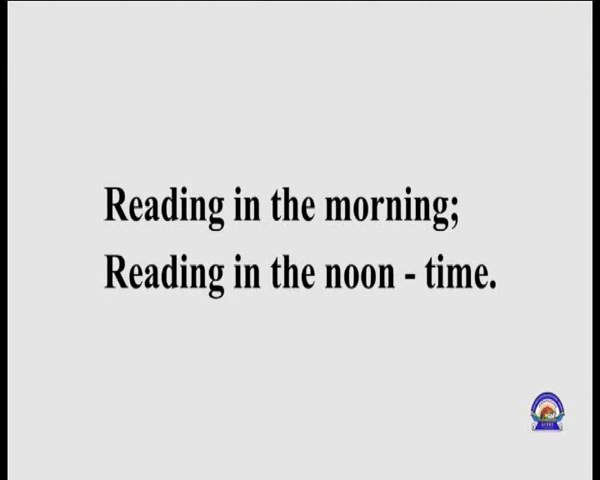 Reading in the morning;
Reading in the noon - time.